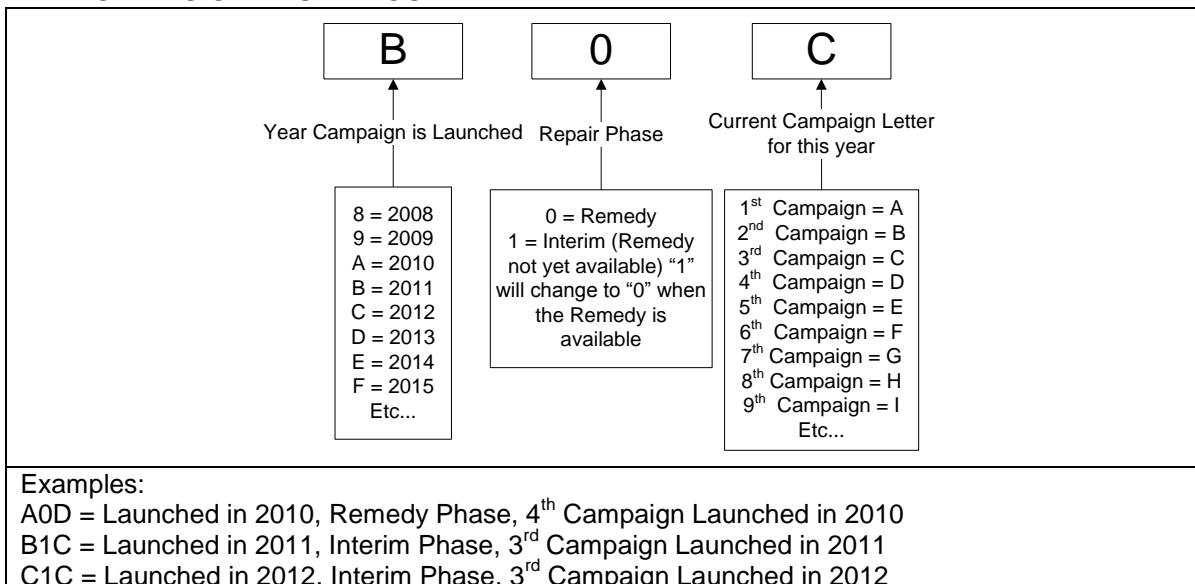 B 0 C
Year Campaign is Launched
Repair Phase
Current Campaign Letter
for this year
8 = 2008
9 = 2009
A = 2010
B = 2011
C = 2012
D = 2013
E = 2014
F = 2015
Etc...
0 = Remedy
1 = Interim (Remedy
not yet available) “1”
will change to “0” when
the Remedy is
available
1st Campaign = A
2nd Campaign = B
3rd Campaign = C
4th Campaign = D
5th Campaign = E
6th Campaign = F
7th Campaign = G
8th Campaign = H
9th Campaign = I
Etc...
Examples:
A0D = Launched in 2010, Remedy Phase, 4th Campaign Launched in 2010
B1C = Launched in 2011, Interim Phase, 3rd Campaign Launched in 2011
C1C = Launched in 2012, Interim Phase, 3rd Campaign Launched in 2012